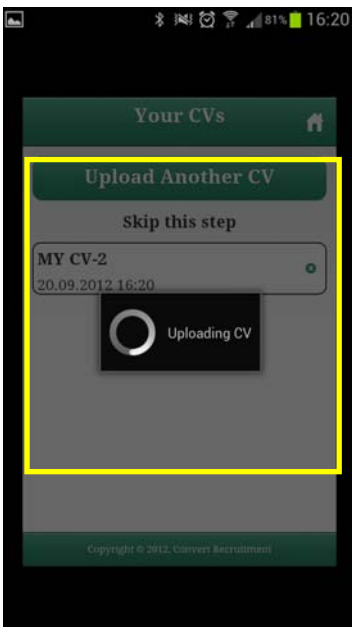 81% 16:20
Your CVs
Upload Another CV
Skip this step
MY CV-2
20.09.2012 16:20
Uploading CV
Copyright © 2012, Convert Recruitment